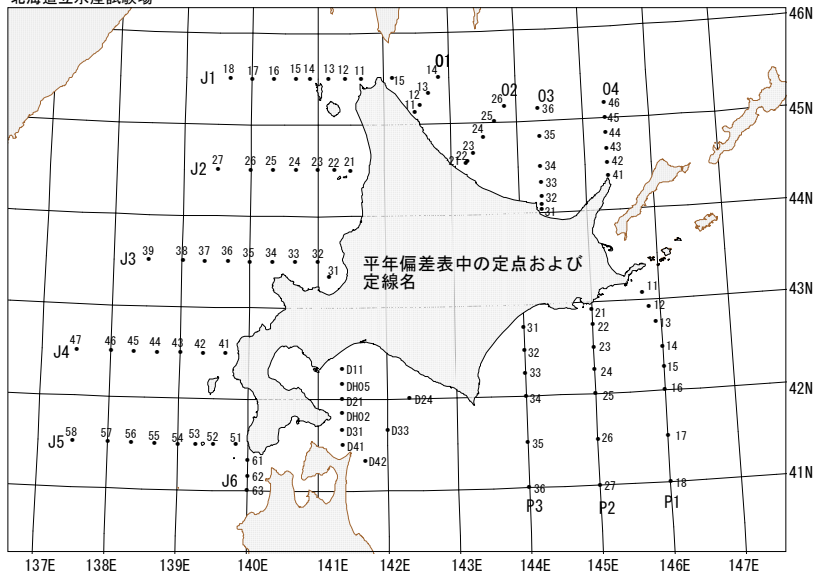 北海道立水産試験場
46N
J1 18 17 16 15 14 13 12 11
15 14 O1
13
12
11
26 O2 O3 O4
36 46
25 45 45N
24 35 44
23 43
22 34 42
21 33 41
32
31
J2 27 26 25 24 23 22 21
44N
J3 39 38 37 36 35 34 33 32
31
平年偏差表中の定点および
定線名
43N
11
12
21 13
31 22
J4 47 46 45 44 43 42 41
32 23 14
D11 33 24 15
DH05 16 42N
D21 D24 34 25
DH02
J5 58 57 56 55 54 53 52 51
D31 D33 35 26 17
D41
61 D42
J6 62 41N
63 36 27 18
P3 P2 P1
137E 138E 139E 140E 141E 142E 143E 144E 145E 146E 147E